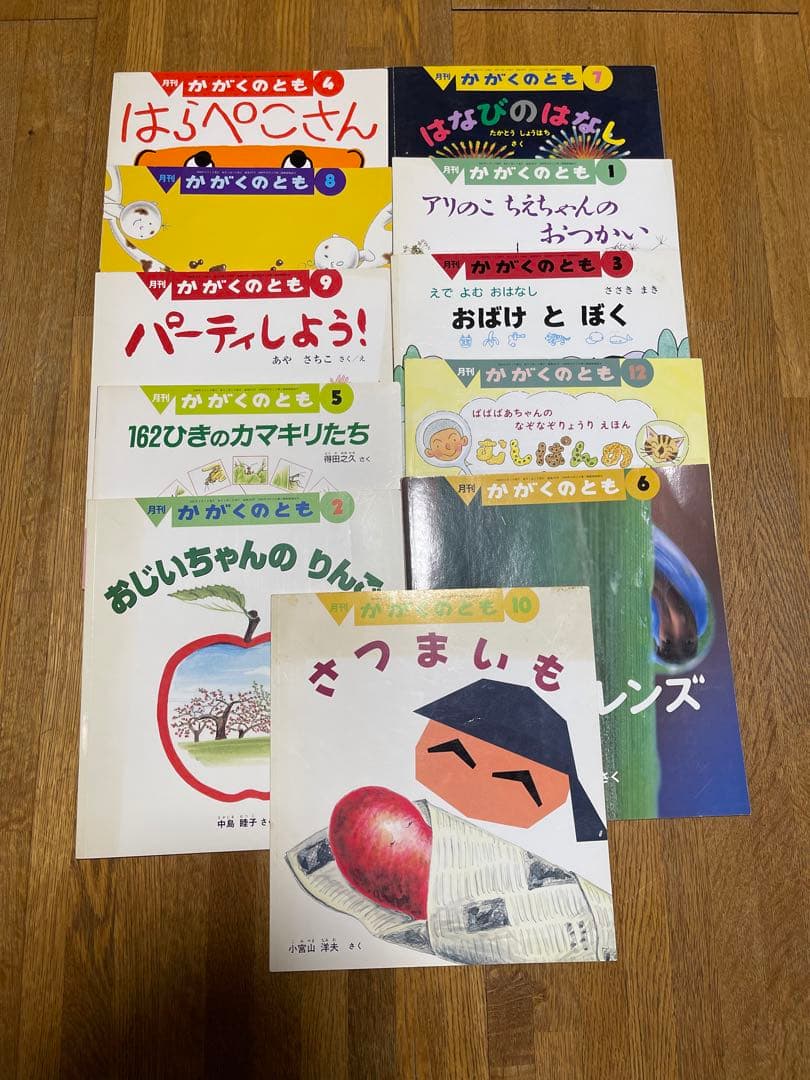 月刊 かがくのとも 4
はらぺこさん
月刊 かがくのとも 7
はなびのはなし
たかとう しょうはち
さく
月刊 かがくのとも 8
月刊 かがくのとも 1
アリのこ ちえちゃんの
おつかい
月刊 かがくのとも 9
パーティしよう!
あや さちこ さく/え
月刊 かがくのとも 3
えで よむ おはなし
ささき まき
おばけ と ぼく
月刊 かがくのとも 5
162ひきのカマキリたち
得田之久 さく
月刊 かがくのとも 12
ばばばあちゃんの
なぞなぞりょうり えほん
むしぱんの
月刊 かがくのとも 2
おじいちゃんの りんご
中島 睦子 さ
月刊 かがくのとも 6
レンズ
さく
月刊 かがくのとも 10
さつまいも
小宮山 洋夫 さく